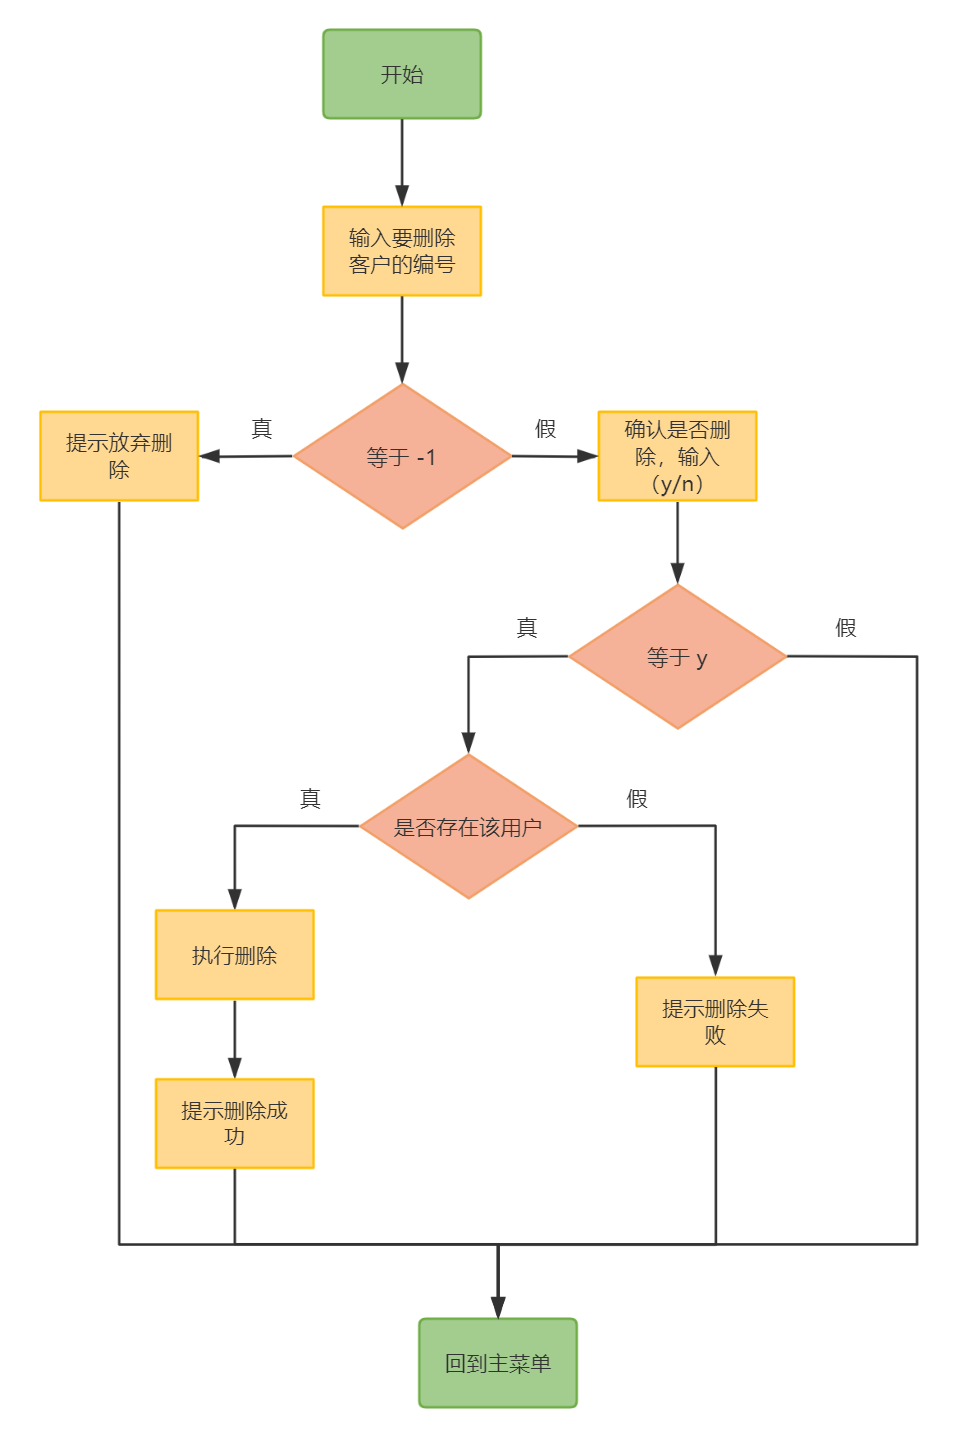 开始
输入要删除
客户的编号
真
假
提示放弃删
除
等于 -1
确认是否删
除，输入
（y/n）
真
假
等于 y
真
假
是否存在该用户
执行删除
提示删除失
败
提示删除成
功
回到主菜单